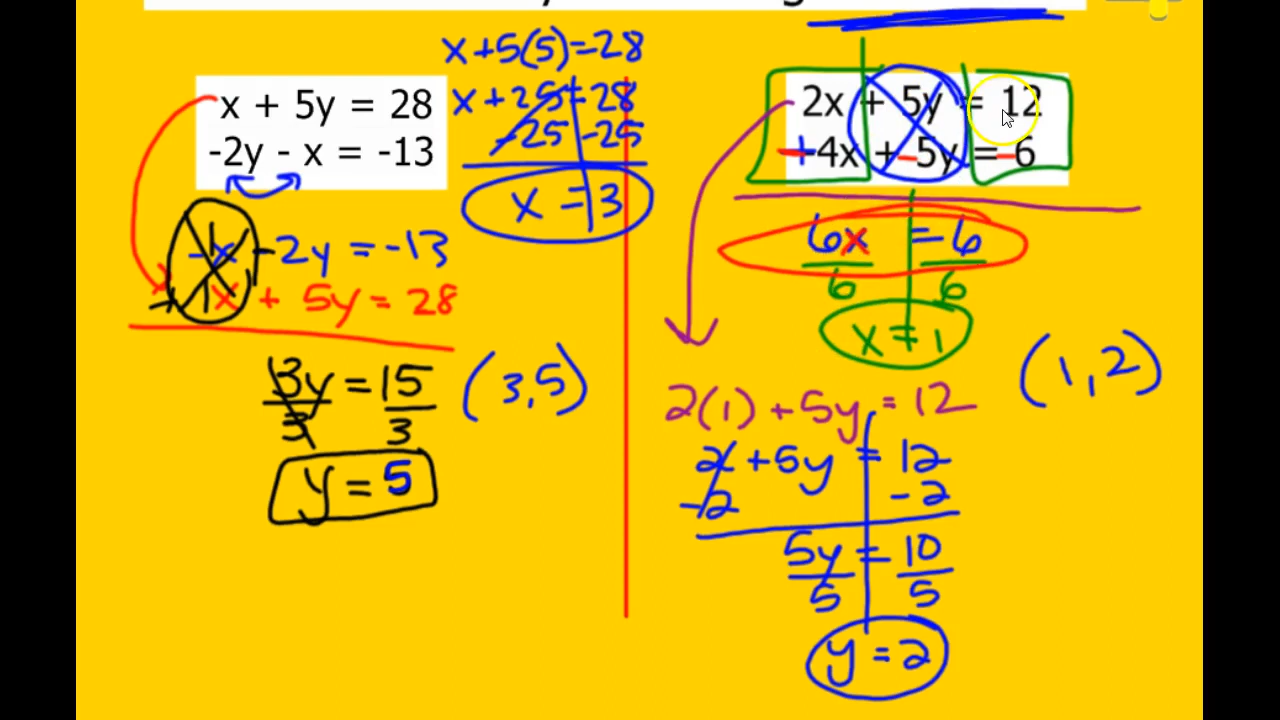 x + 5y = 28
-2y - x = -13
-x -2y = -13
+ 1x + 5y = 28
3y = 15
3 3
y = 5
x + 5(5) = 28
x + 25 = 28
-25 -25
x = 3
(3,5)
2x + 5y = 12
-4x + 5y = 6
+ - -
6x = 6
6 6
x = 1
(1,2)
2(1) + 5y = 12
2 + 5y = 12
-2 -2
5y = 10
5 5
y = 2